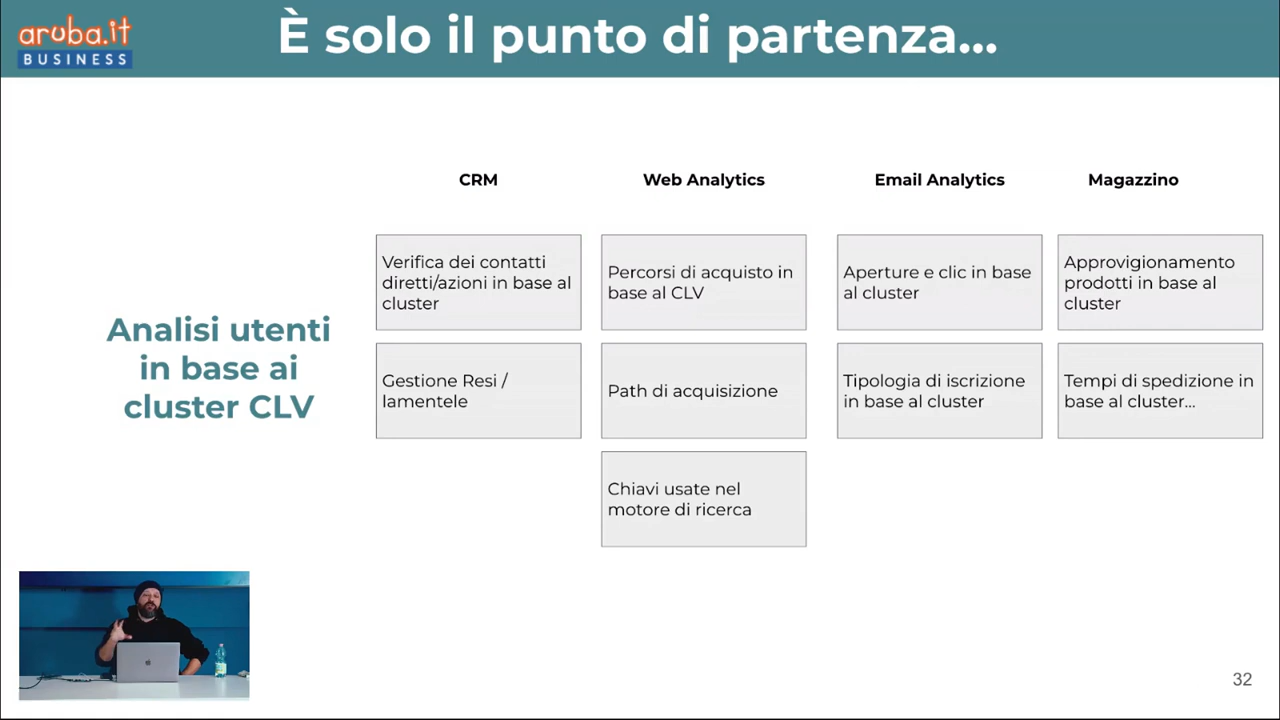 aruba.it
BUSINESS
È solo il punto di partenza...
CRM
Web Analytics
Email Analytics
Magazzino
Analisi utenti
in base ai
cluster CLV
Verifica dei contatti
diretti/azioni in base al
cluster
Percorsi di acquisto in
base al CLV
Aperture e clic in base
al cluster
Approvigionamento
prodotti in base al
cluster
Gestione Resi /
lamentele
Path di acquisizione
Tipologia di iscrizione
in base al cluster
Tempi di spedizione in
base al cluster...
Chiavi usate nel
motore di ricerca
32